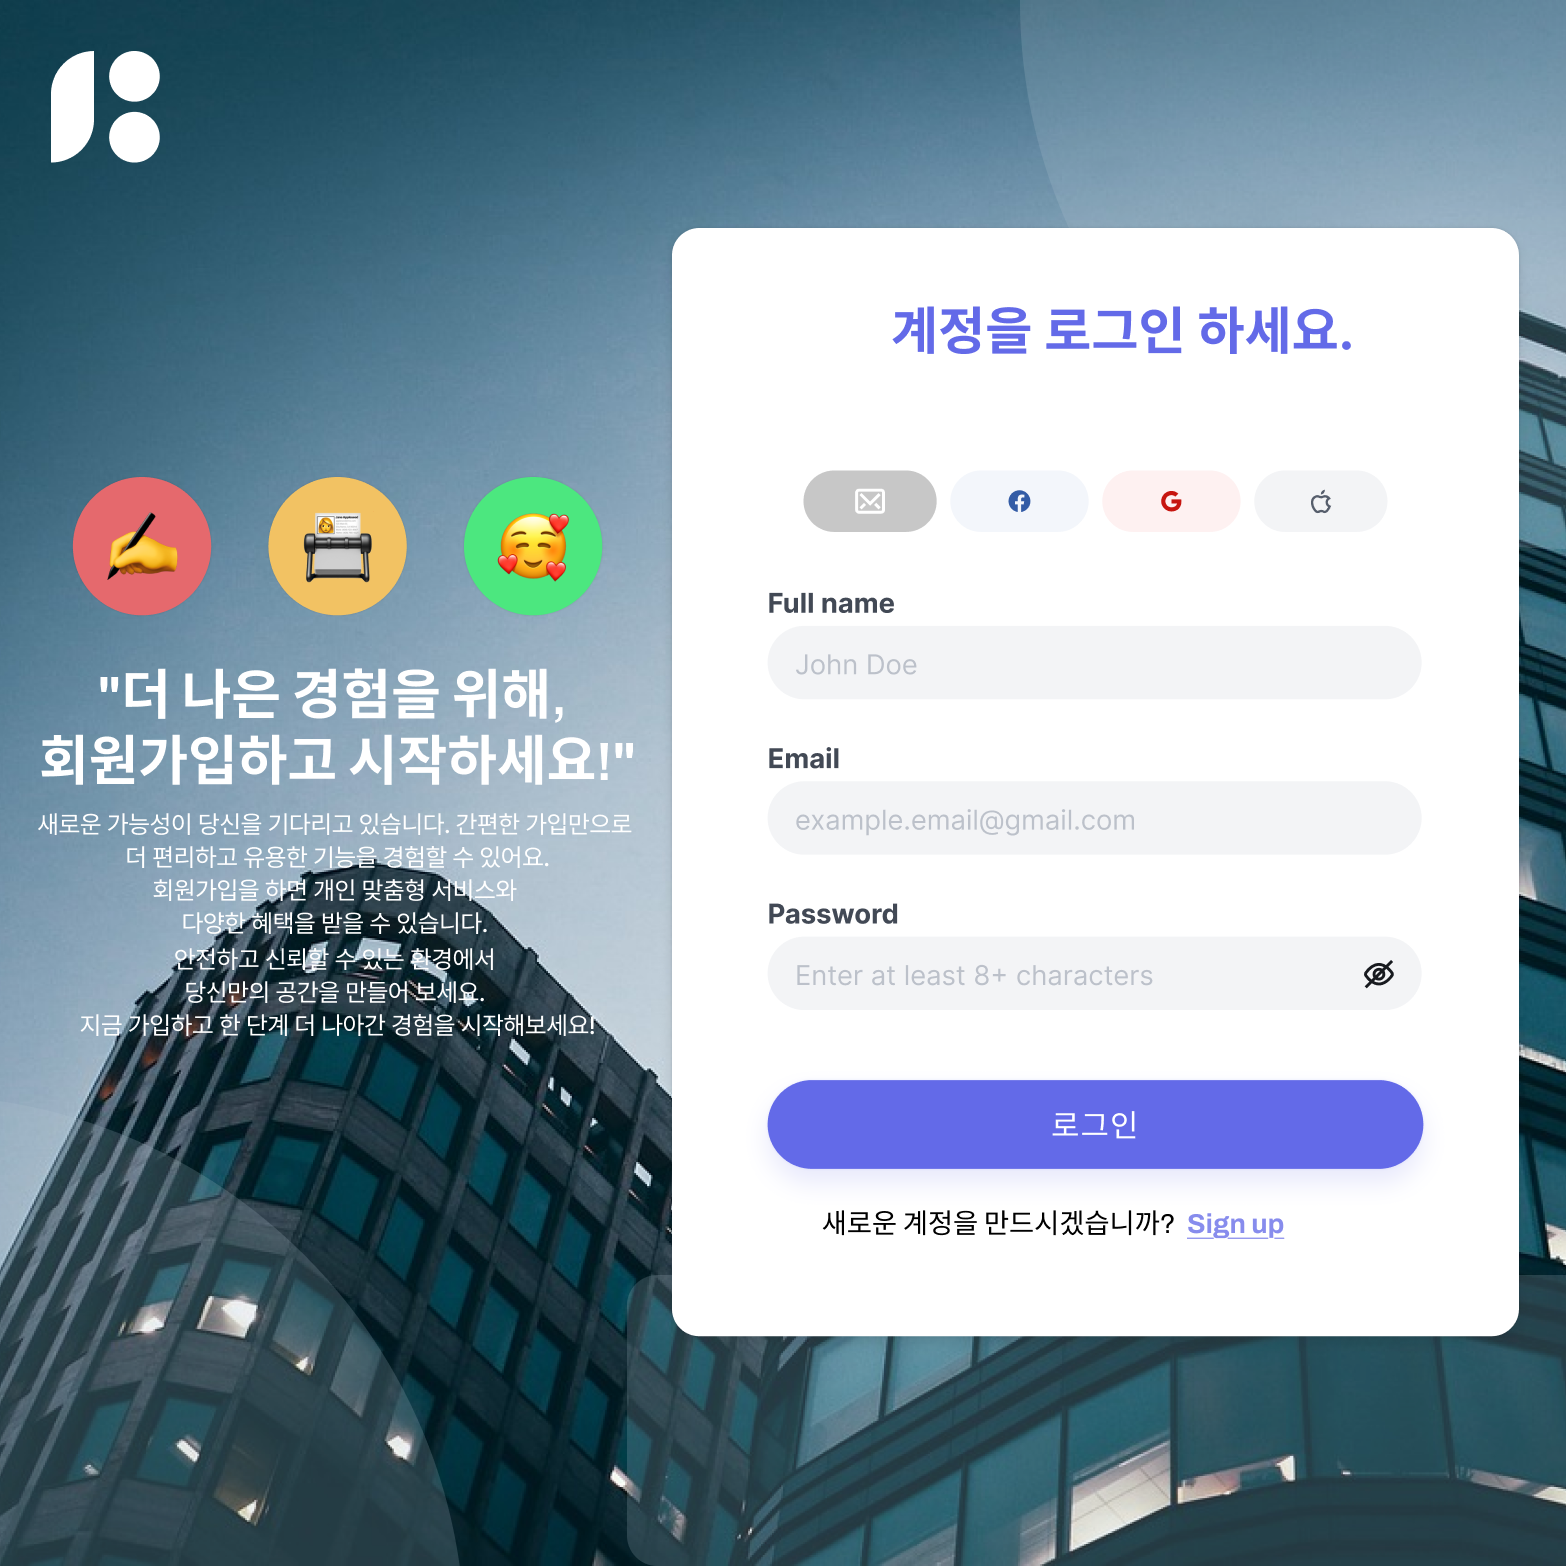 "더 나은 경험을 위해,
회원가입하고 시작하세요!"
새로운 가능성이 당신을 기다리고 있습니다. 간편한 가입만으로
더 편리하고 유용한 기능을 경험할 수 있어요.
회원가입을 하면 개인 맞춤형 서비스와
다양한 혜택을 받을 수 있습니다.
안전하고 신뢰할 수 있는 환경에서
당신만의 공간을 만들어 보세요.
지금 가입하고 한 단계 더 나아간 경험을 시작해보세요!
계정을 로그인 하세요.
Full name
John Doe
Email
example.email@gmail.com
Password
Enter at least 8+ characters
로그인
새로운 계정을 만드시겠습니까? Sign up